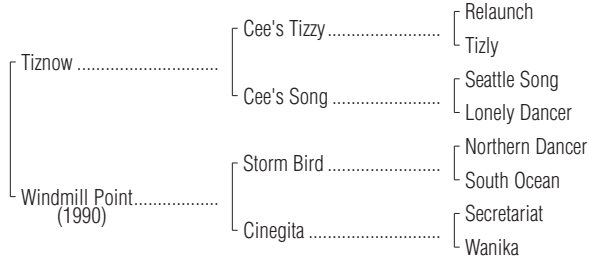 Relaunch
Cee's Tizzy
Tizly
Tiznow
Seattle Song
Cee's Song
Lonely Dancer
Northern Dancer
Storm Bird
South Ocean
Windmill Point
(1990)
Secretariat
Cinegita
Wanika